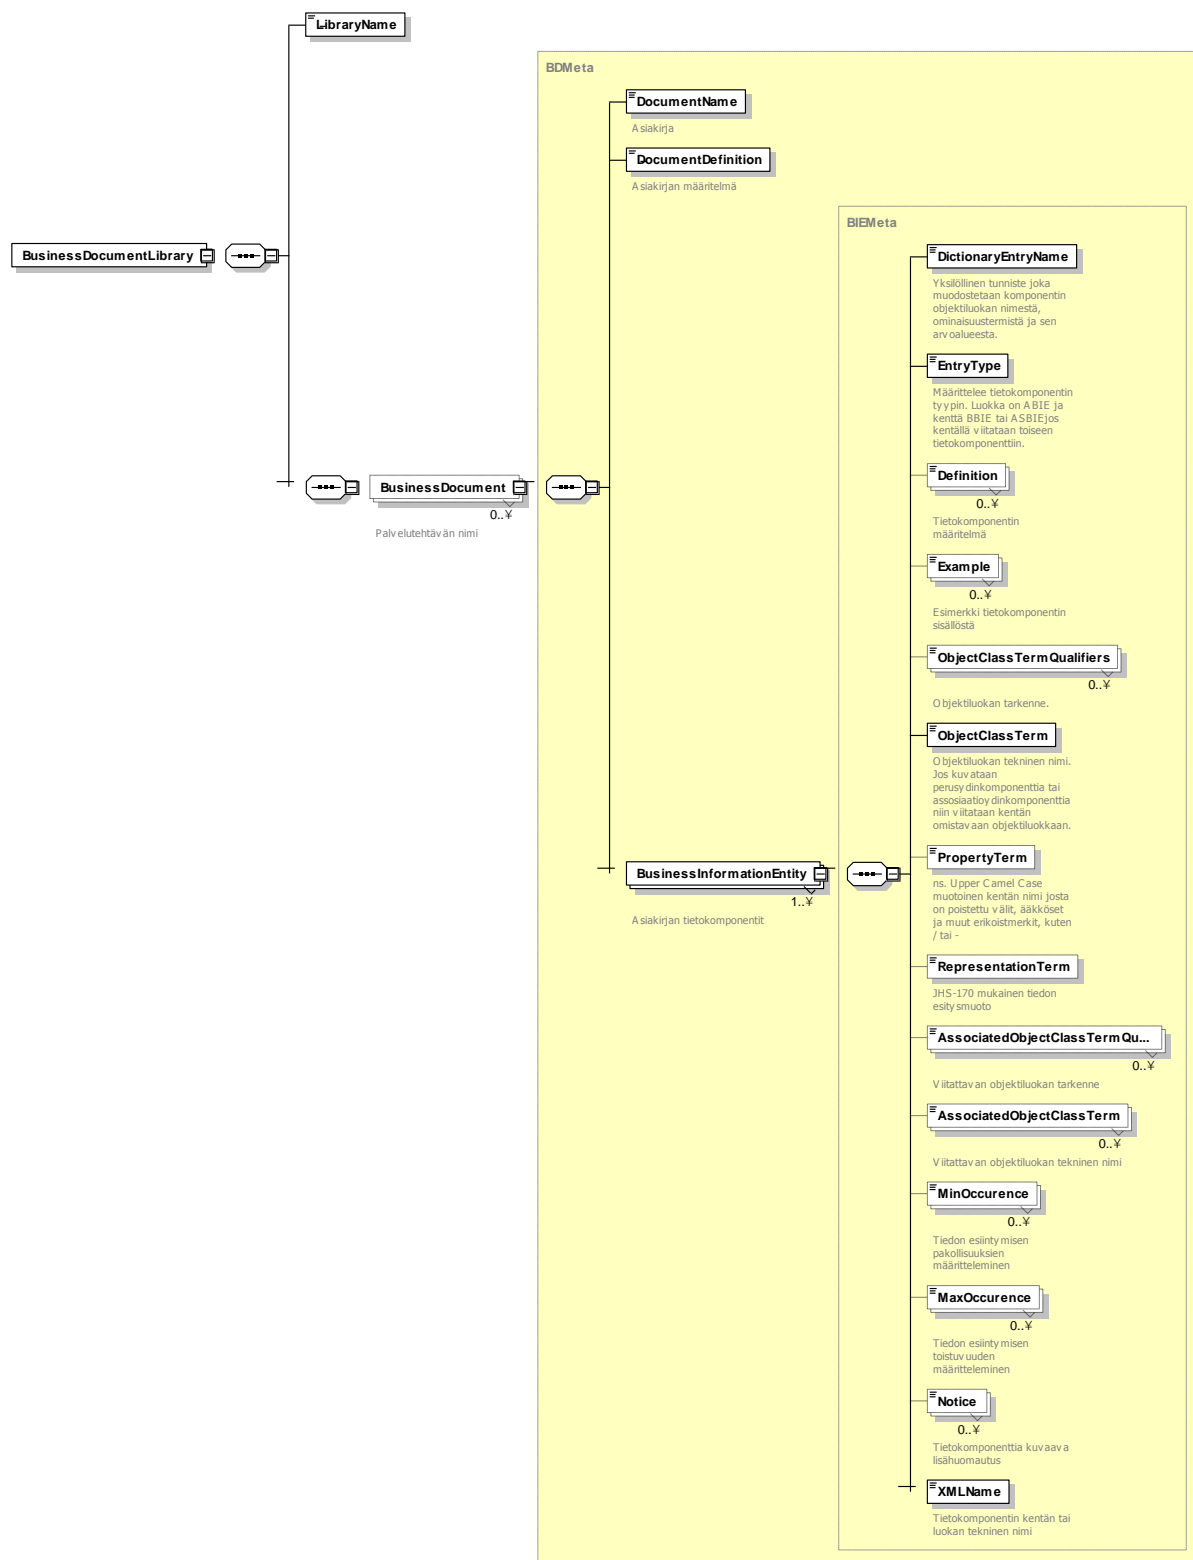 LibraryName
BDMeta
DocumentName
Asiakirja
DocumentDefinition
Asiakirjan määritelmä
BIEMeta
BusinessDocumentLibrary
DictionaryEntryName
Yksilöllinen tunniste joka
muodostetaan komponentin
objektiluokan nimestä,
ominaisuustermistä ja sen
arvoalueesta.
EntryType
Määrittelee tietokomponentin
tyypin. Luokka on ABIE ja
kenttä BBIE tai ASBIEjos
kentällä viitataan toiseen
tietokomponenttiin.
BusinessDocument
0..¥
Palvelutehtävän nimi
Definition
0..¥
Tietokomponentin
määritelmä
Example
0..¥
Esimerkki tietokomponentin
sisällöstä
ObjectClassTermQualifiers
0..¥
Objektiluokan tarkenne.
ObjectClassTerm
Objektiluokan tekninen nimi.
Jos kuvataan
perusydinkomponenttia tai
assosiaatioydinkomponenttia
niin viitataan kentän
omistavaan objektiluokkaan.
BusinessInformationEntity
1..¥
Asiakirjan tietokomponentit
PropertyTerm
ns. Upper Camel Case
muotoinen kentän nimi josta
on poistettu välit, ääkköset
ja muut erikoistmerkit, kuten
/ tai -
RepresentationTerm
JHS-170 mukainen tiedon
esitysmuoto
AssociatedObjectClassTermQu...
0..¥
Viitattavan objektiluokan tarkenne
AssociatedObjectClassTerm
0..¥
Viitattavan objektiluokan tekninen nimi
MinOccurence
0..¥
Tiedon esiintymisen
pakollisuuksien
määritteleminen
MaxOccurence
0..¥
Tiedon esiintymisen
toistuvuuden
määritteleminen
Notice
0..¥
Tietokomponenttia kuvaava
lisähuomautus
XMLName
Tietokomponentin kentän tai
luokan tekninen nimi